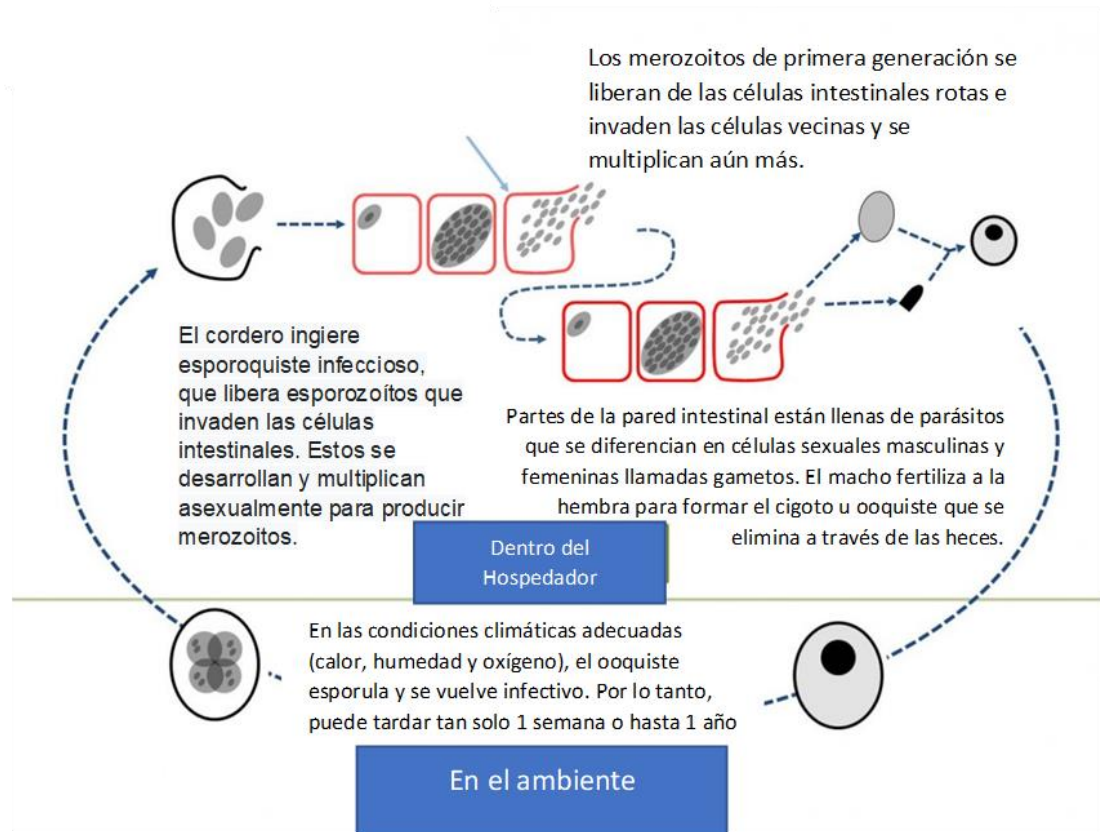 Los merozoitos de primera generación se
liberan de las células intestinales rotas e
invaden las células vecinas y se
multiplican aún más.
El cordero ingiere
esporoquiste infeccioso,
que libera esporozoítos que
invaden las células
intestinales. Estos se
desarrollan y multiplican
asexualmente para producir
merozoitos.
Partes de la pared intestinal están llenas de parásitos
que se diferencian en células sexuales masculinas y
femeninas llamadas gametos. El macho fertiliza a la
hembra para formar el cigoto u ooquiste que se
elimina a través de las heces.
Dentro del
Hospedador
En las condiciones climáticas adecuadas
(calor, humedad y oxígeno), el ooquiste
esporula y se vuelve infectivo. Por lo tanto,
puede tardar tan solo 1 semana o hasta 1 año
En el ambiente